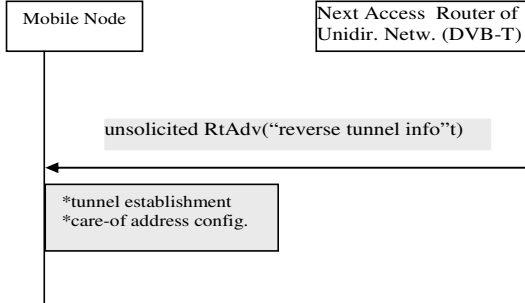 Mobile Node
Next Access Router of
Unidir. Netw. (DVB-T)
unsolicited RtAdv(“reverse tunnel info”t)
*tunnel establishment
*care-of address config.